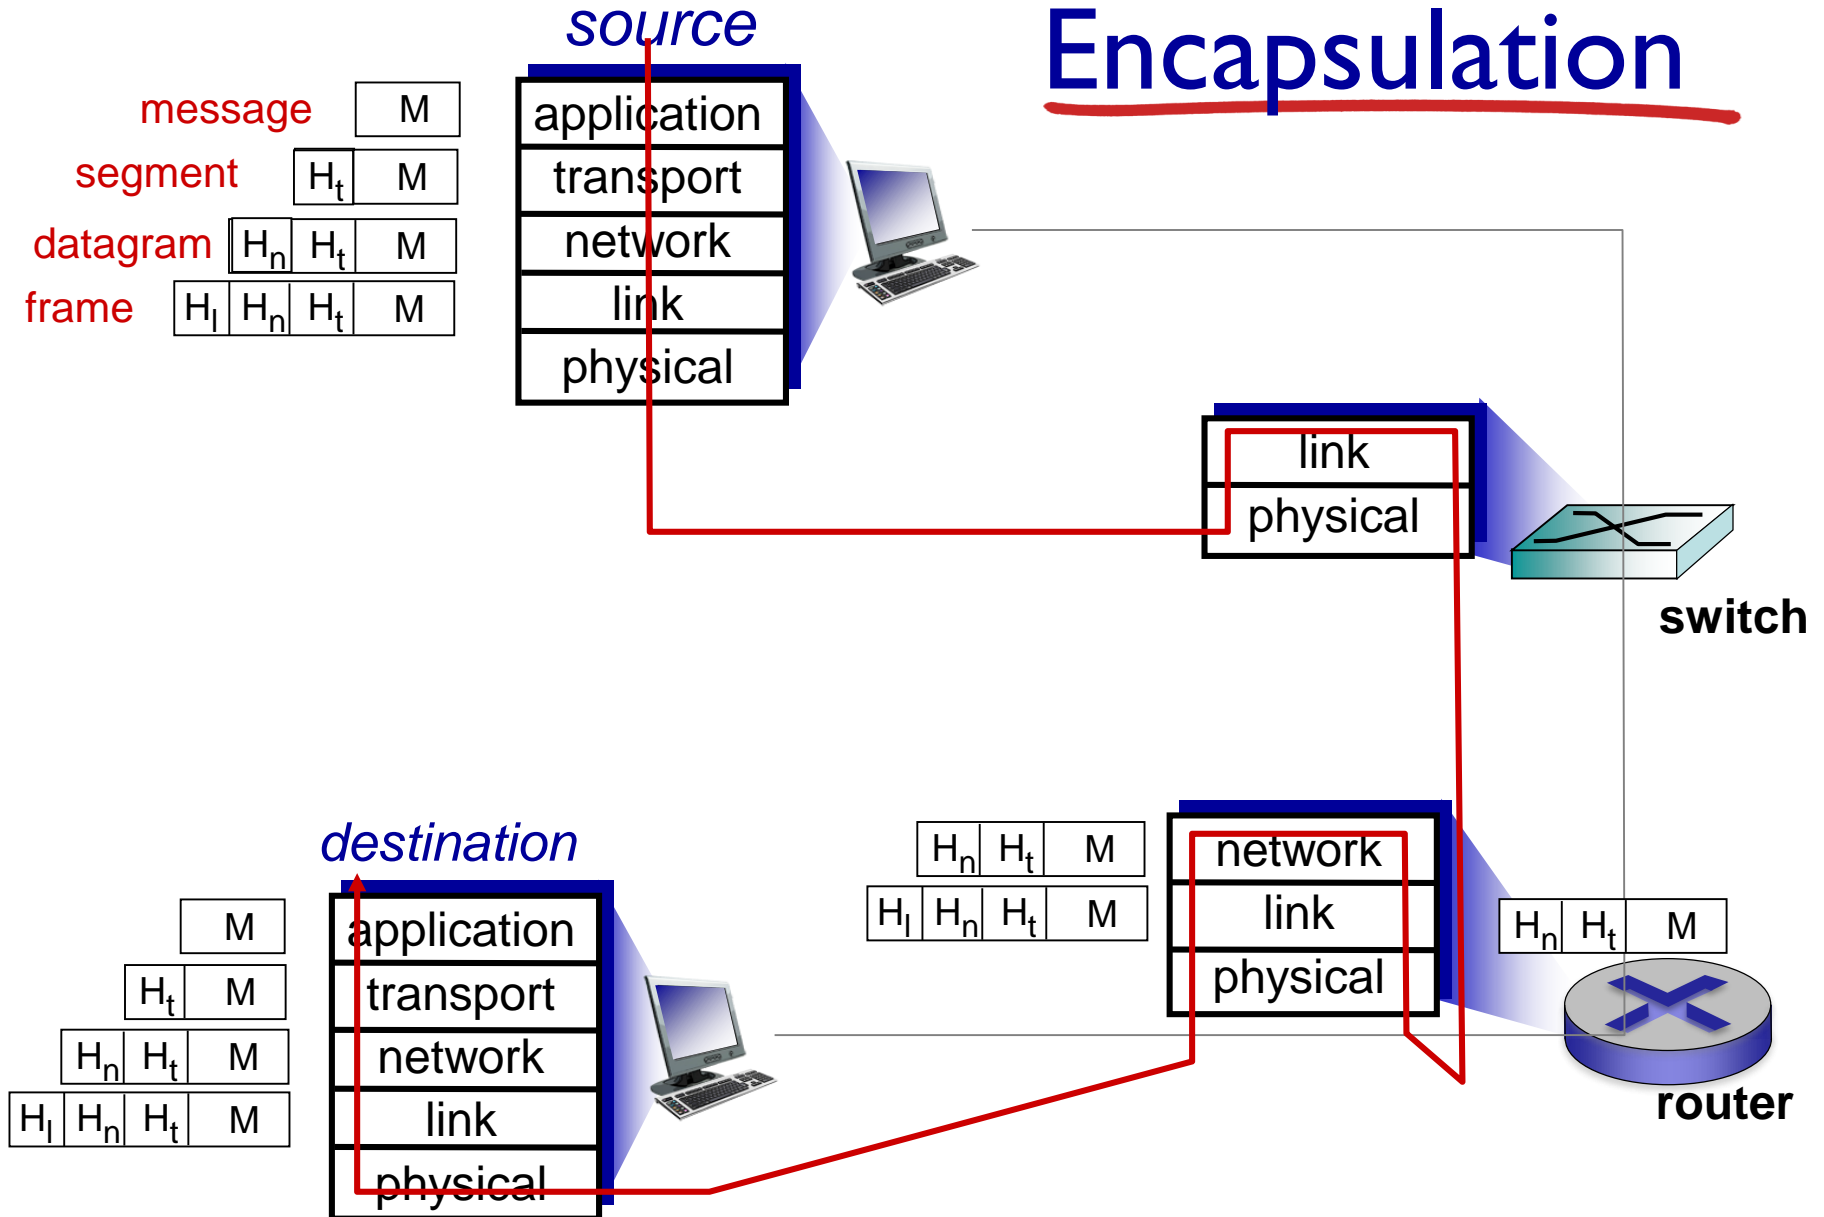 source
Encapsulation
message M
segment Ht M
datagram Hn Ht M
frame Hl Hn Ht M
application
transport
network
link
physical
link
physical
switch
destination
M
Ht M
Hn Ht M
Hl Hn Ht M
application
transport
network
link
physical
Hn Ht M
Hl Hn Ht M
network
link
physical
Hn Ht M
router